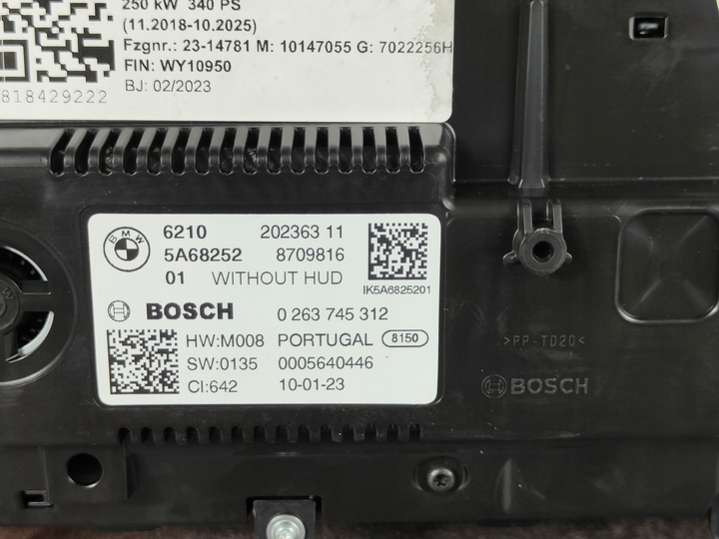 250 kW 340 PS
(11.2018-10.2025)
Fzgnr.: 23-14781 M: 10147055 G: 7022256H
FIN: WY10950
BJ: 02/2023
818429222
BMW
6210 202363 11
5A68252 8709816
01 WITHOUT HUD
IK5A6825201
BOSCH 0 263 745 312
HW:M008 PORTUGAL 8150
SW:0135 0005640446
CI:642 10-01-23
>PP-TD20<
BOSCH